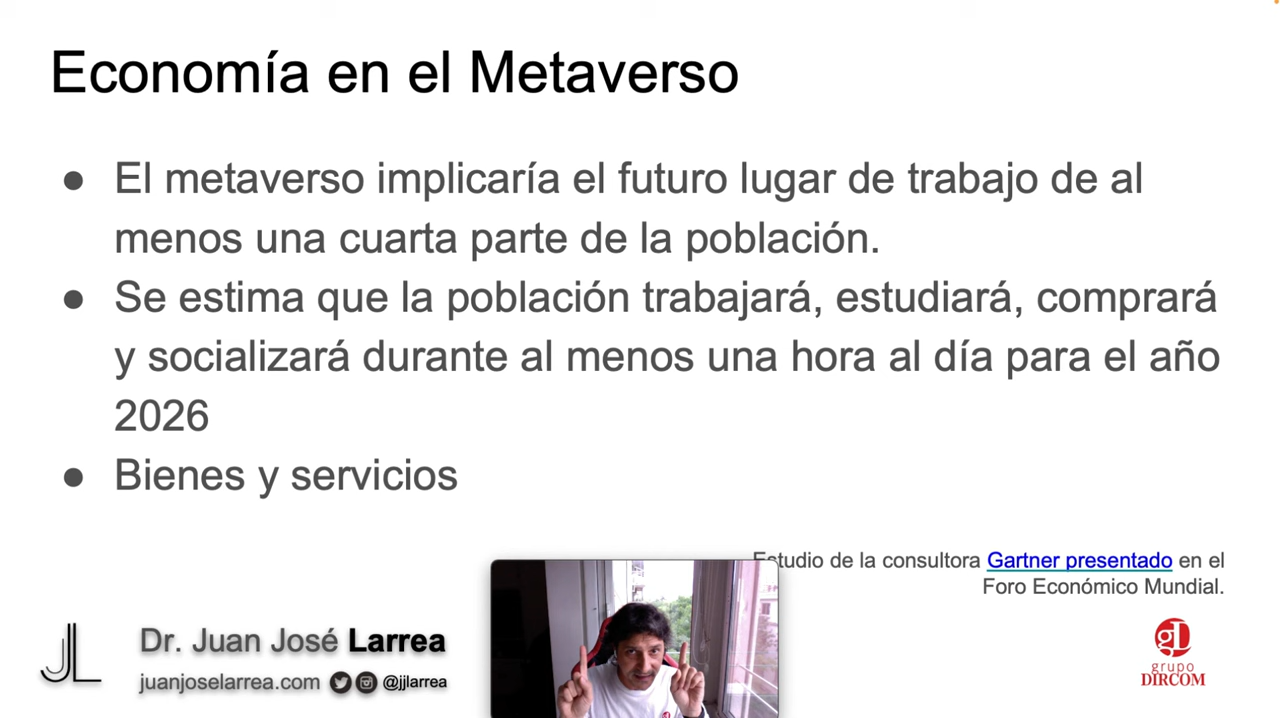 Economía en el Metaverso
● El metaverso implicaría el futuro lugar de trabajo de al
menos una cuarta parte de la población.
● Se estima que la población trabajará, estudiará, comprará
y socializará durante al menos una hora al día para el año
2026
● Bienes y servicios
Estudio de la consultora Gartner presentado en el
Foro Económico Mundial.
JL
Dr. Juan José Larrea
juanjoselarrea.com @jjlarrea
gD
grupo
DIRCOM